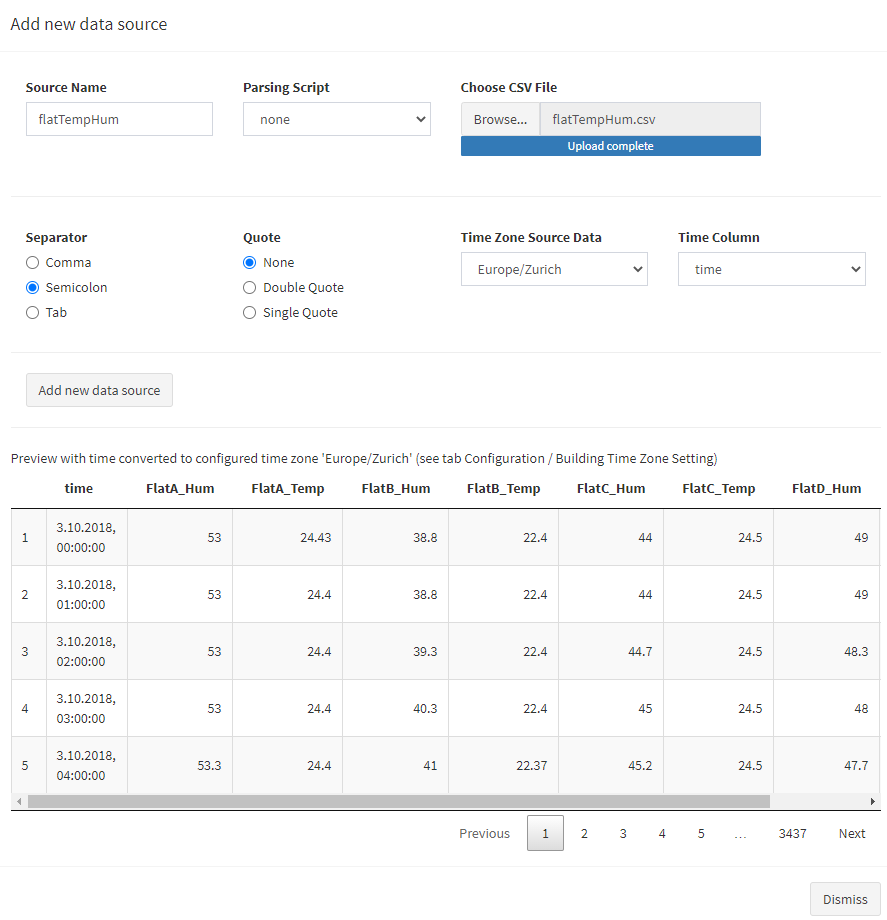 Add new data source
Source Name Parsing Script Choose CSV File
flatTempHum none Browse... flatTempHum.csv
Upload complete
Separator Quote Time Zone Source Data Time Column
Comma None Europe/Zurich time
Semicolon Double Quote
Tab Single Quote
Add new data source
Preview with time converted to configured time zone 'Europe/Zurich' (see tab Configuration / Building Time Zone Setting)
time FlatA_Hum FlatA_Temp FlatB_Hum FlatB_Temp FlatC_Hum FlatC_Temp FlatD_Hum
1 3.10.2018, 00:00:00 53 24.43 38.8 22.4 44 24.5 49
2 3.10.2018, 01:00:00 53 24.4 38.8 22.4 44 24.5 49
3 3.10.2018, 02:00:00 53 24.4 39.3 22.4 44.7 24.5 48.3
4 3.10.2018, 03:00:00 53 24.4 40.3 22.4 45 24.5 48
5 3.10.2018, 04:00:00 53.3 24.4 41 22.37 45.2 24.5 47.7
Previous 1 2 3 4 5 ... 3437 Next
Dismiss